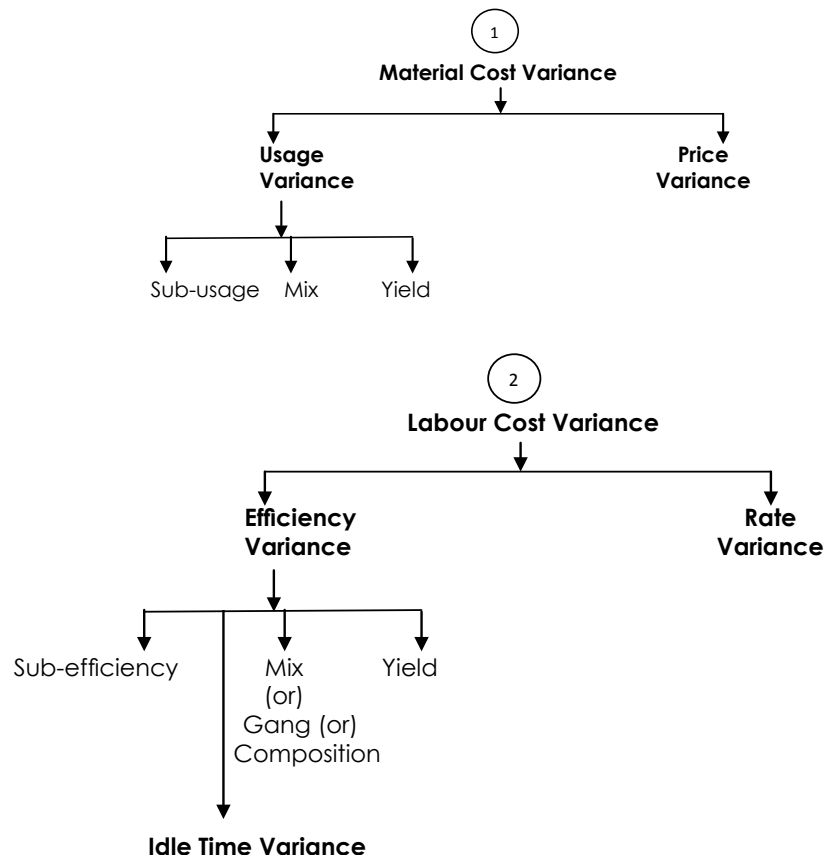 1
Material Cost Variance
Usage
Variance
Price
Variance
Sub-usage Mix Yield
2
Labour Cost Variance
Efficiency
Variance
Rate
Variance
Sub-efficiency Mix Yield
(or)
Gang (or)
Composition
Idle Time Variance